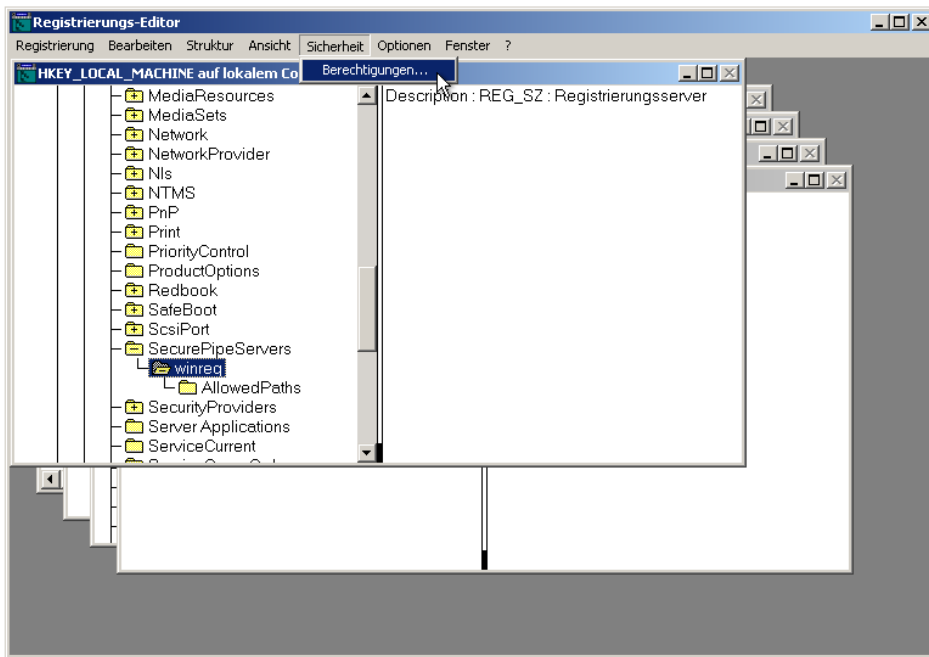 Registrierungs-Editor
Registrierung Bearbeiten Struktur Ansicht Sicherheit Optionen Fenster ?
HKEY_LOCAL_MACHINE auf lokalem Co
Berechtigungen...
MediaResources
Description : REG_SZ : Registrierungsserver
MediaSets
Network
NetworkProvider
Nls
NTMS
PnP
Print
PriorityControl
ProductOptions
Redbook
SafeBoot
ScsiPort
SecurePipeServers
winreg
AllowedPaths
SecurityProviders
Server Applications
ServiceCurrent